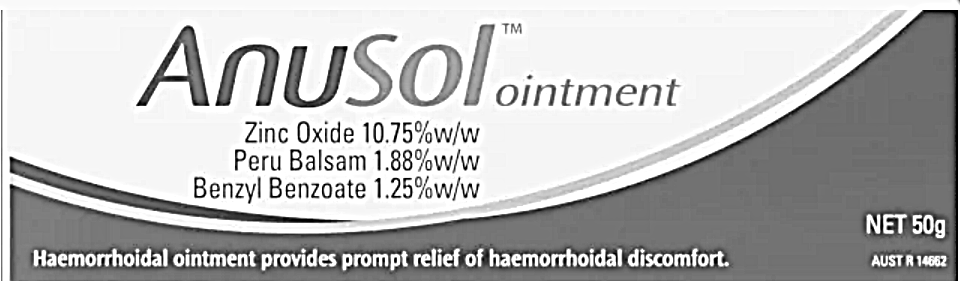 AnuSol™ ointment
Zinc Oxide 10.75%w/w
Peru Balsam 1.88%w/w
Benzyl Benzoate 1.25%w/w
NET 50g
Haemorrhoidal ointment provides prompt relief of haemorrhoidal discomfort.
AUST R 14662